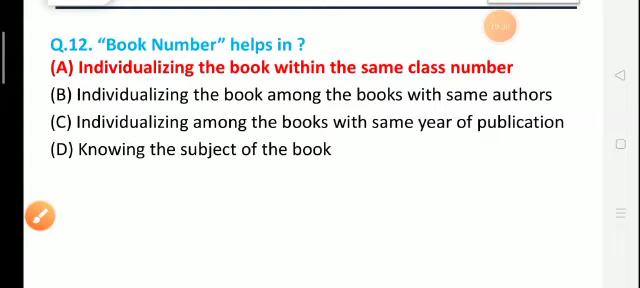 Q.12. “Book Number” helps in ?
(A) Individualizing the book within the same class number
(B) Individualizing the book among the books with same authors
(C) Individualizing among the books with same year of publication
(D) Knowing the subject of the book